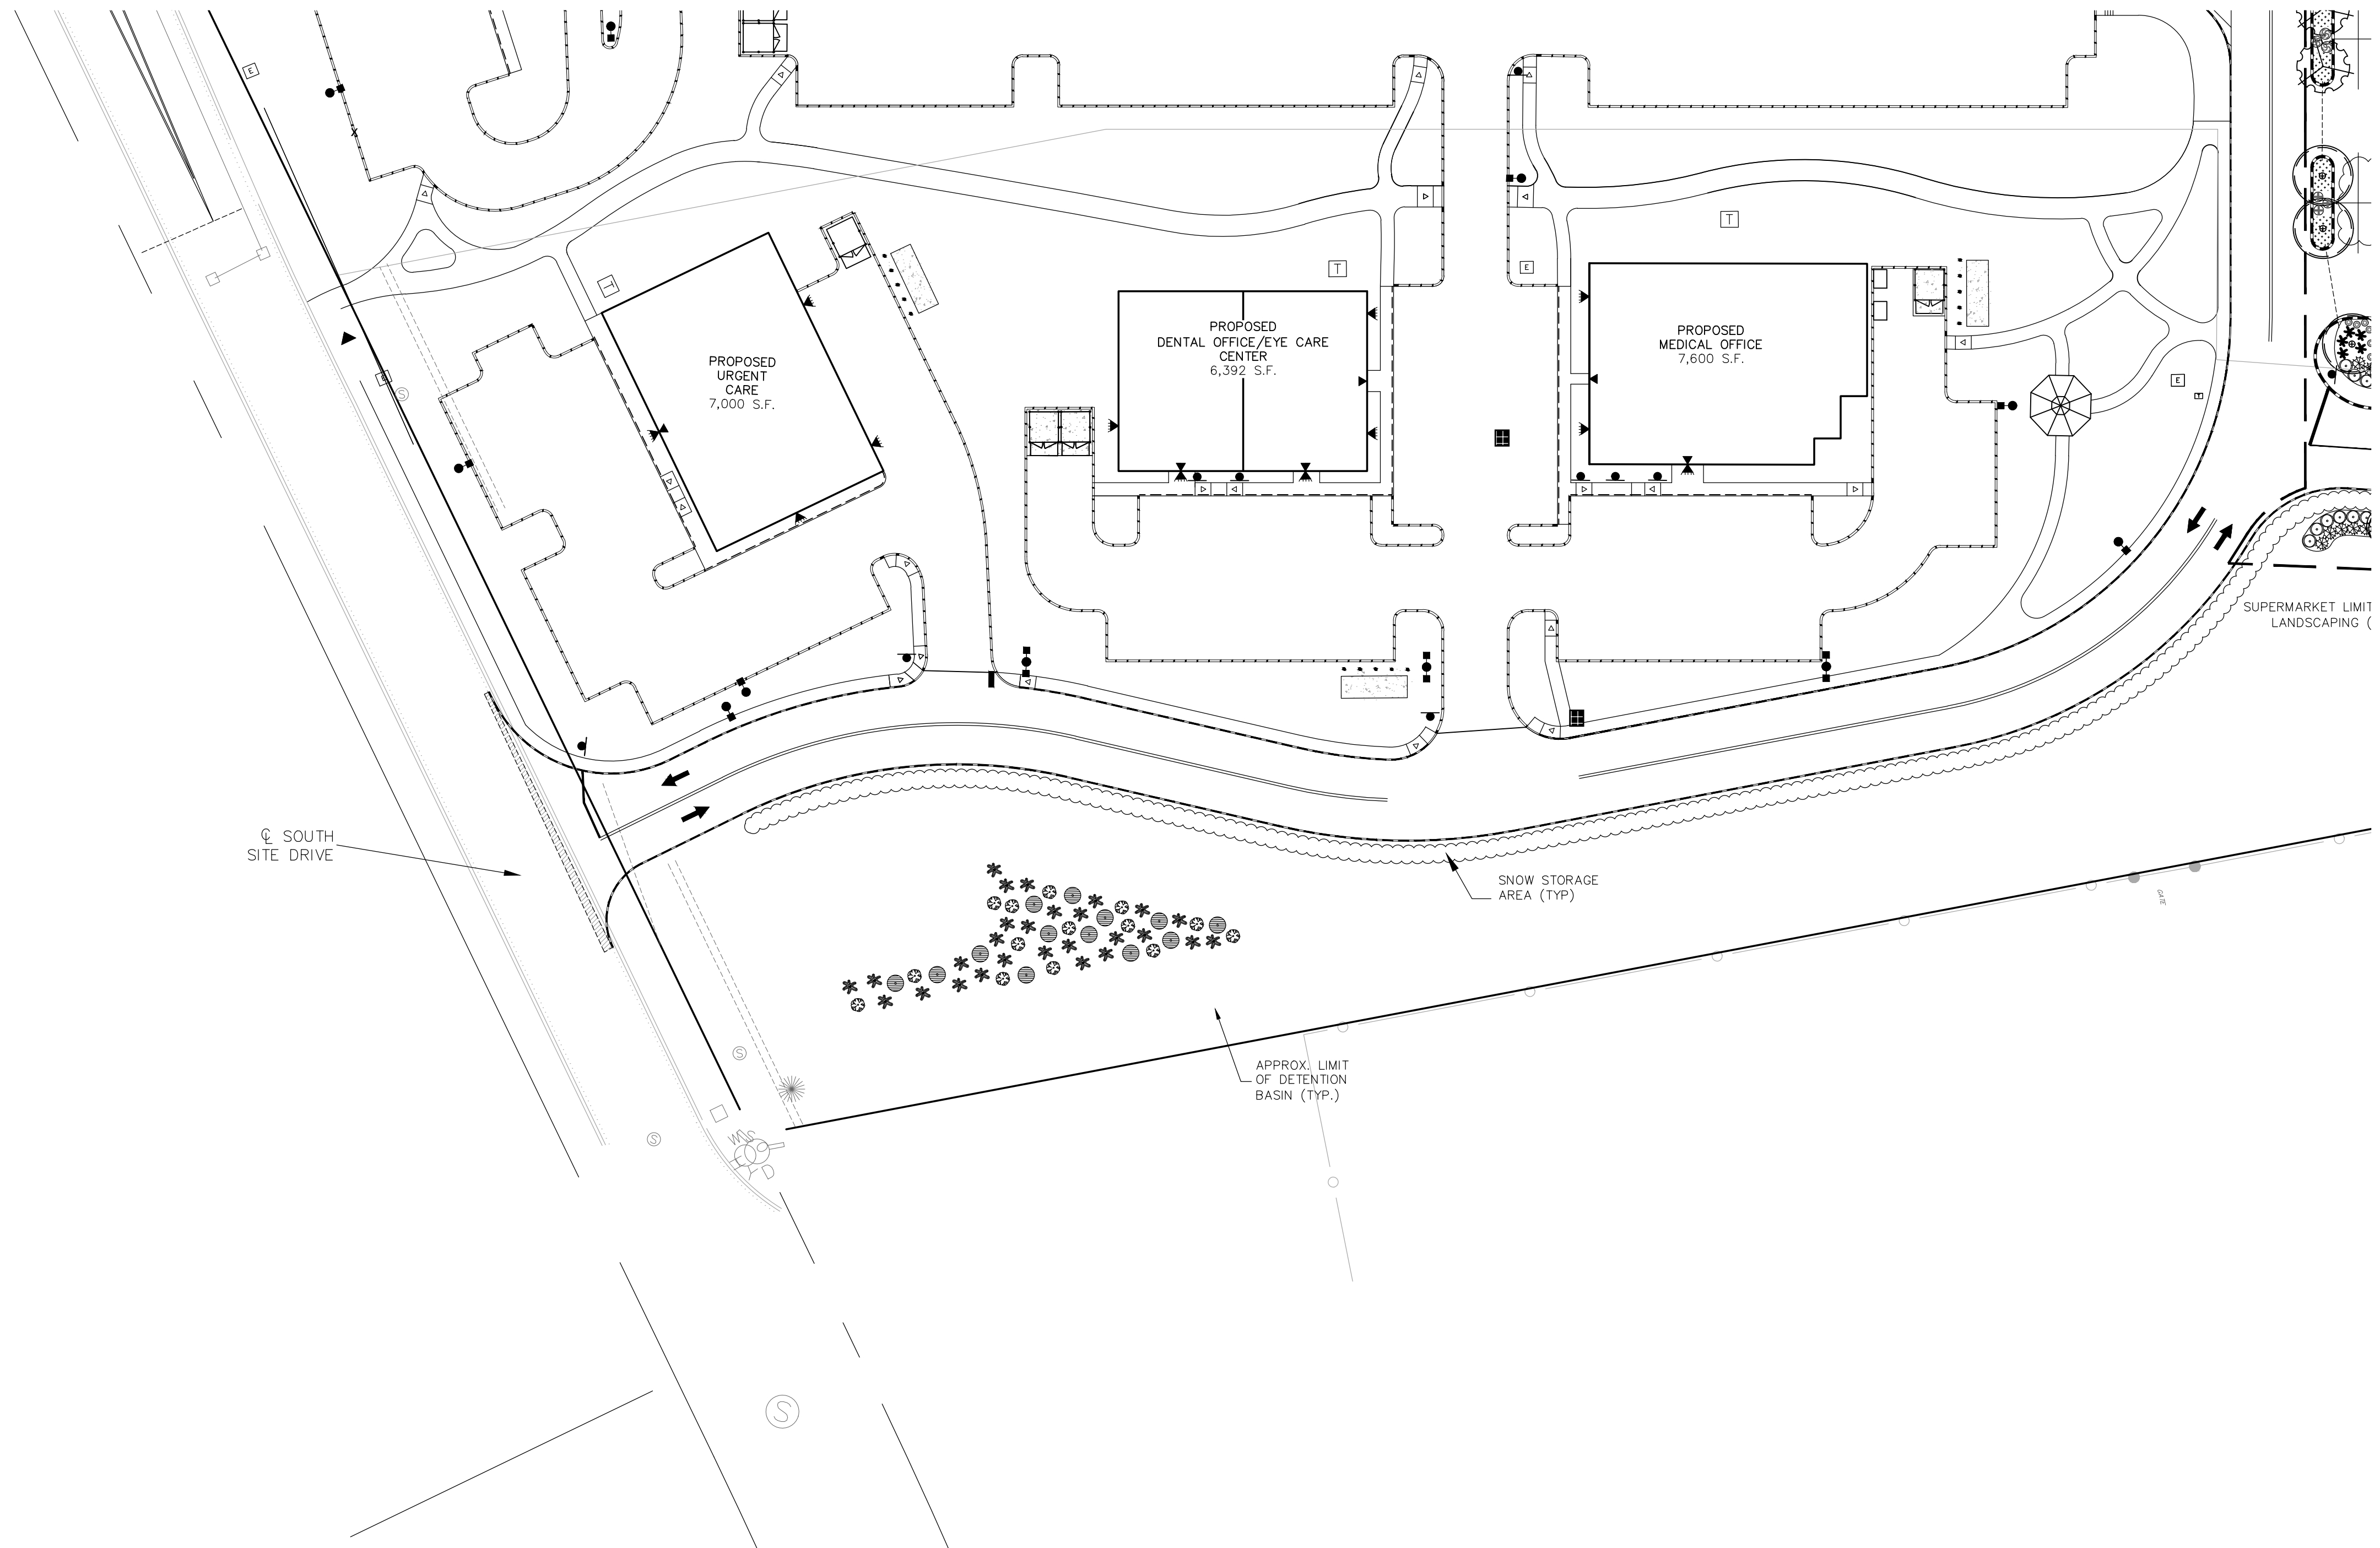 E
T
T
T
E
PROPOSED
DENTAL OFFICE/EYE CARE
CENTER
6,392 S.F.
PROPOSED
MEDICAL OFFICE
7,600 S.F.
PROPOSED
URGENT
CARE
7,000 S.F.
E
T
S
SUPERMARKET LIMIT
LANDSCAPING (
℄ SOUTH
SITE DRIVE
SNOW STORAGE
AREA (TYP)
GATE
APPROX. LIMIT
OF DETENTION
BASIN (TYP.)
S
S
S